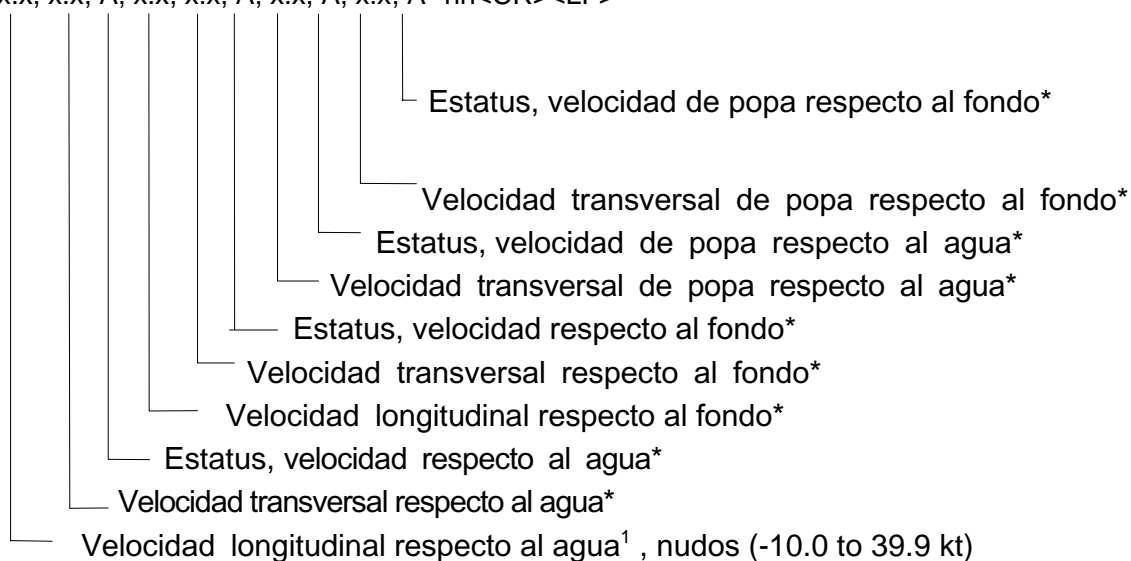 Estatus, velocidad de popa respecto al fondo*
Velocidad transversal de popa respecto al fondo*
Estatus, velocidad de popa respecto al agua*
Velocidad transversal de popa respecto al agua*
Estatus, velocidad respecto al fondo*
Velocidad transversal respecto al fondo*
Velocidad longitudinal respecto al fondo*
Estatus, velocidad respecto al agua*
Velocidad transversal respecto al agua*
Velocidad longitudinal respecto al agua¹ , nudos (-10.0 to 39.9 kt)